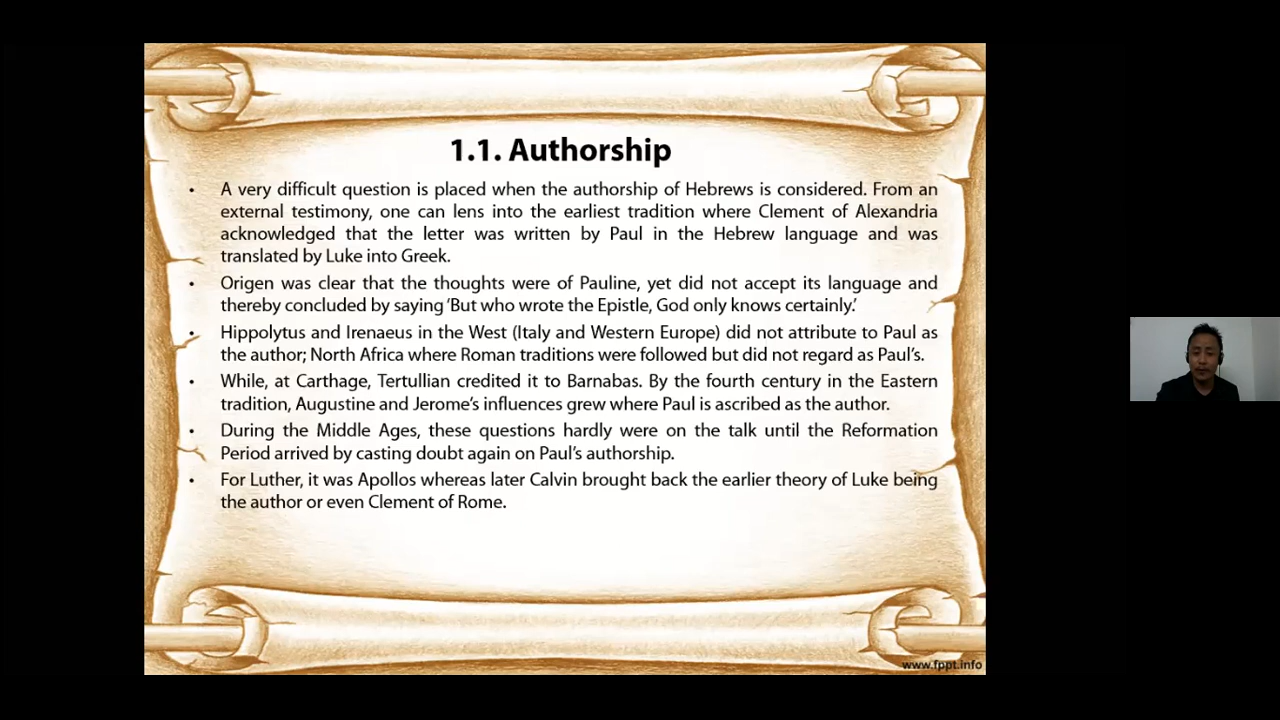 1.1. Authorship
• A very difficult question is placed when the authorship of Hebrews is considered. From an
external testimony, one can lens into the earliest tradition where Clement of Alexandria
acknowledged that the letter was written by Paul in the Hebrew language and was
translated by Luke into Greek.
• Origen was clear that the thoughts were of Pauline, yet did not accept its language and
thereby concluded by saying ‘But who wrote the Epistle, God only knows certainly.’
• Hippolytus and Irenaeus in the West (Italy and Western Europe) did not attribute to Paul as
the author; North Africa where Roman traditions were followed but did not regard as Paul’s.
• While, at Carthage, Tertullian credited it to Barnabas. By the fourth century in the Eastern
tradition, Augustine and Jerome’s influences grew where Paul is ascribed as the author.
• During the Middle Ages, these questions hardly were on the talk until the Reformation
Period arrived by casting doubt again on Paul’s authorship.
• For Luther, it was Apollos whereas later Calvin brought back the earlier theory of Luke being
the author or even Clement of Rome.
www.fppt.info